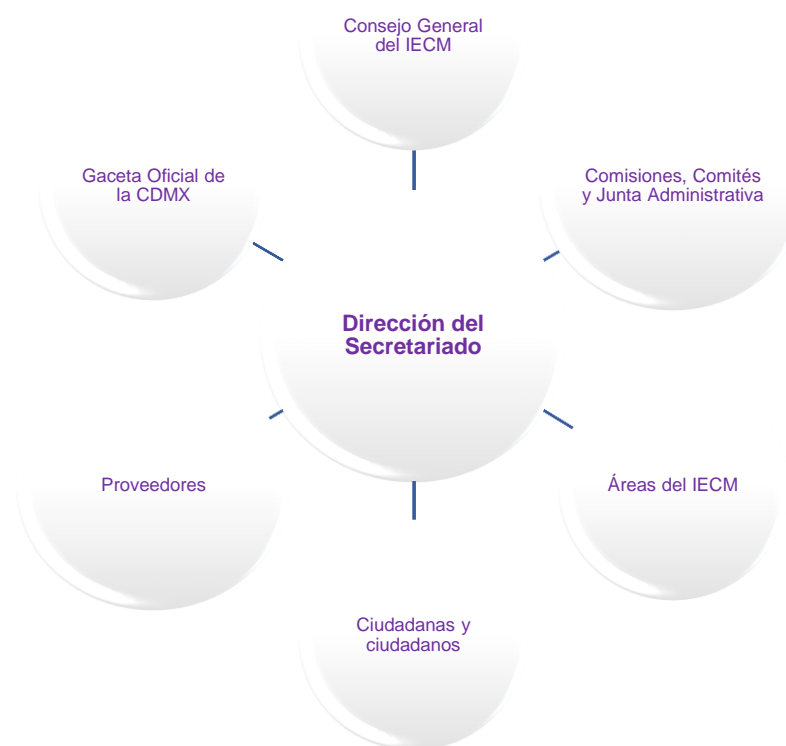 Consejo General
del IECM
Gaceta Oficial de
la CDMX
Comisiones, Comités
y Junta Administrativa
Dirección del
Secretariado
Proveedores
Áreas del IECM
Ciudadanas y
ciudadanos